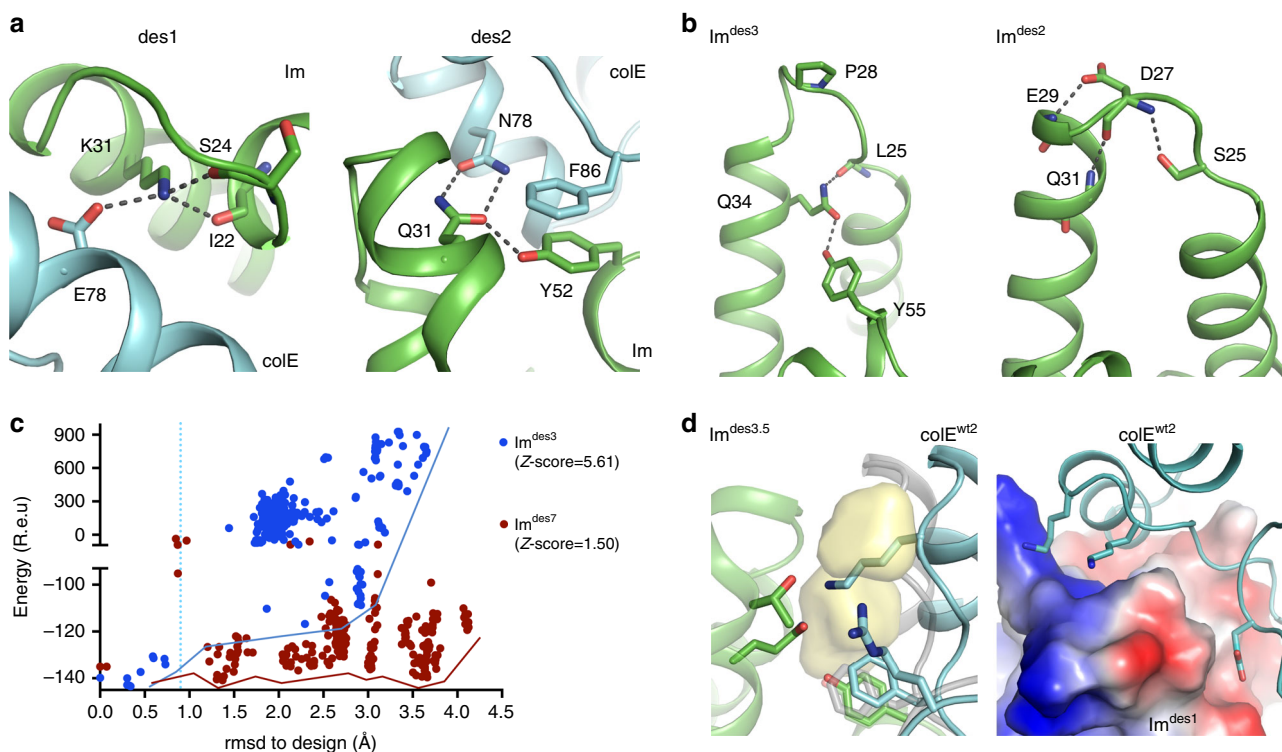 a
des1
Im
K31
S24
I22
E78
colE
des2
colE
N78
F86
Q31
Y52
Im
b
Im^des3
P28
L25
Q34
Y55
Im^des2
D27
E29
S25
Q31
c
900
600
300
0
−100
−120
−140
Energy (R.e.u)
0.0 0.5 1.0 1.5 2.0 2.5 3.0 3.5 4.0 4.5
rmsd to design (Å)
Im^des3
(Z-score=5.61)
Im^des7
(Z-score=1.50)
d
Im^des3.5
colE^wt2
colE^wt2
Im^des1